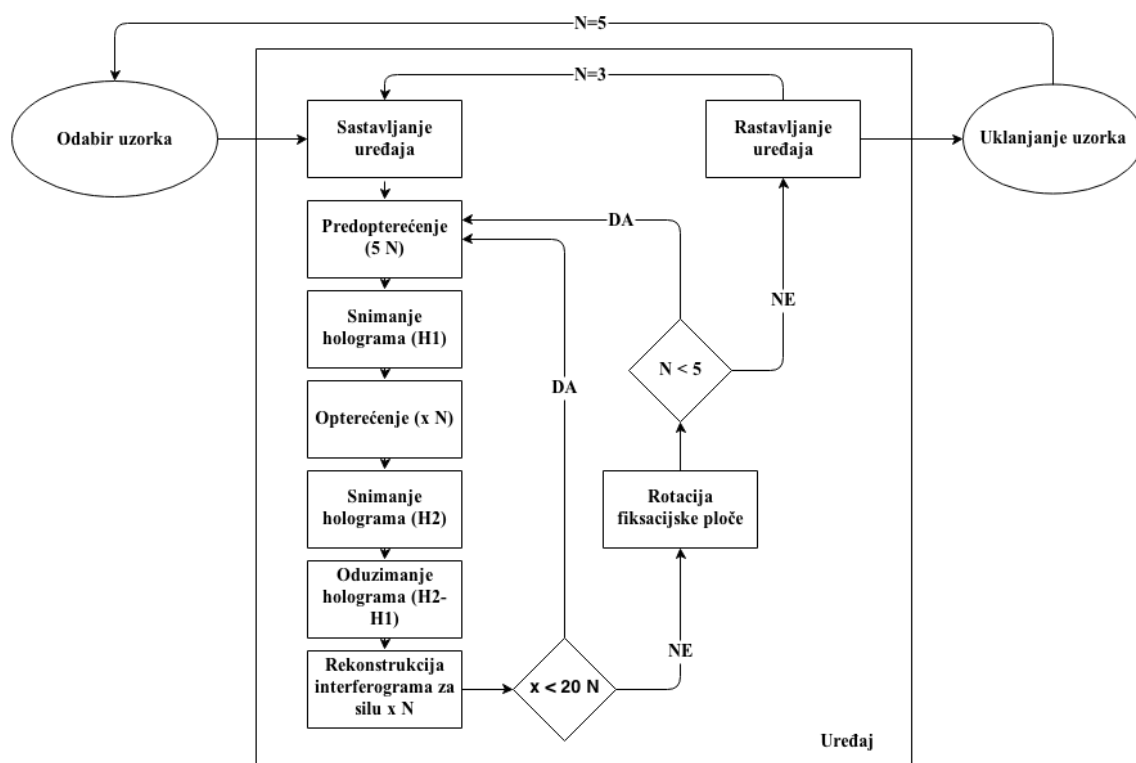 N=5
N=3
Odabir uzorka
Sastavljanje
uređaja
Rastavljanje
uređaja
Uklanjanje uzorka
Predopterećenje
(5 N)
DA
Snimanje
holograma (H1)
NE
N < 5
DA
Opterećenje (x N)
Snimanje
holograma (H2)
Rotacija
fiksacijske ploče
Oduzimanje
holograma (H2-
H1)
Rekonstrukcija
interferograma za
silu x N
x < 20 N
NE
Uređaj